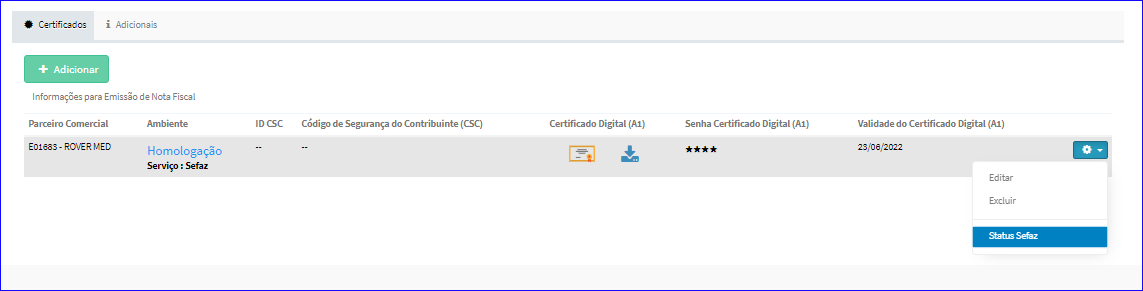 Certificados
Adicionais
+ Adicionar
Informações para Emissão de Nota Fiscal
Parceiro Comercial Ambiente ID CSC Código de Segurança do Contribuinte (CSC) Certificado Digital (A1) Senha Certificado Digital (A1) Validade do Certificado Digital (A1)
E01683 - ROVER MED Homologação -- -- ★★★★ 23/06/2022
Serviço : Sefaz
Editar
Excluir
Status Sefaz